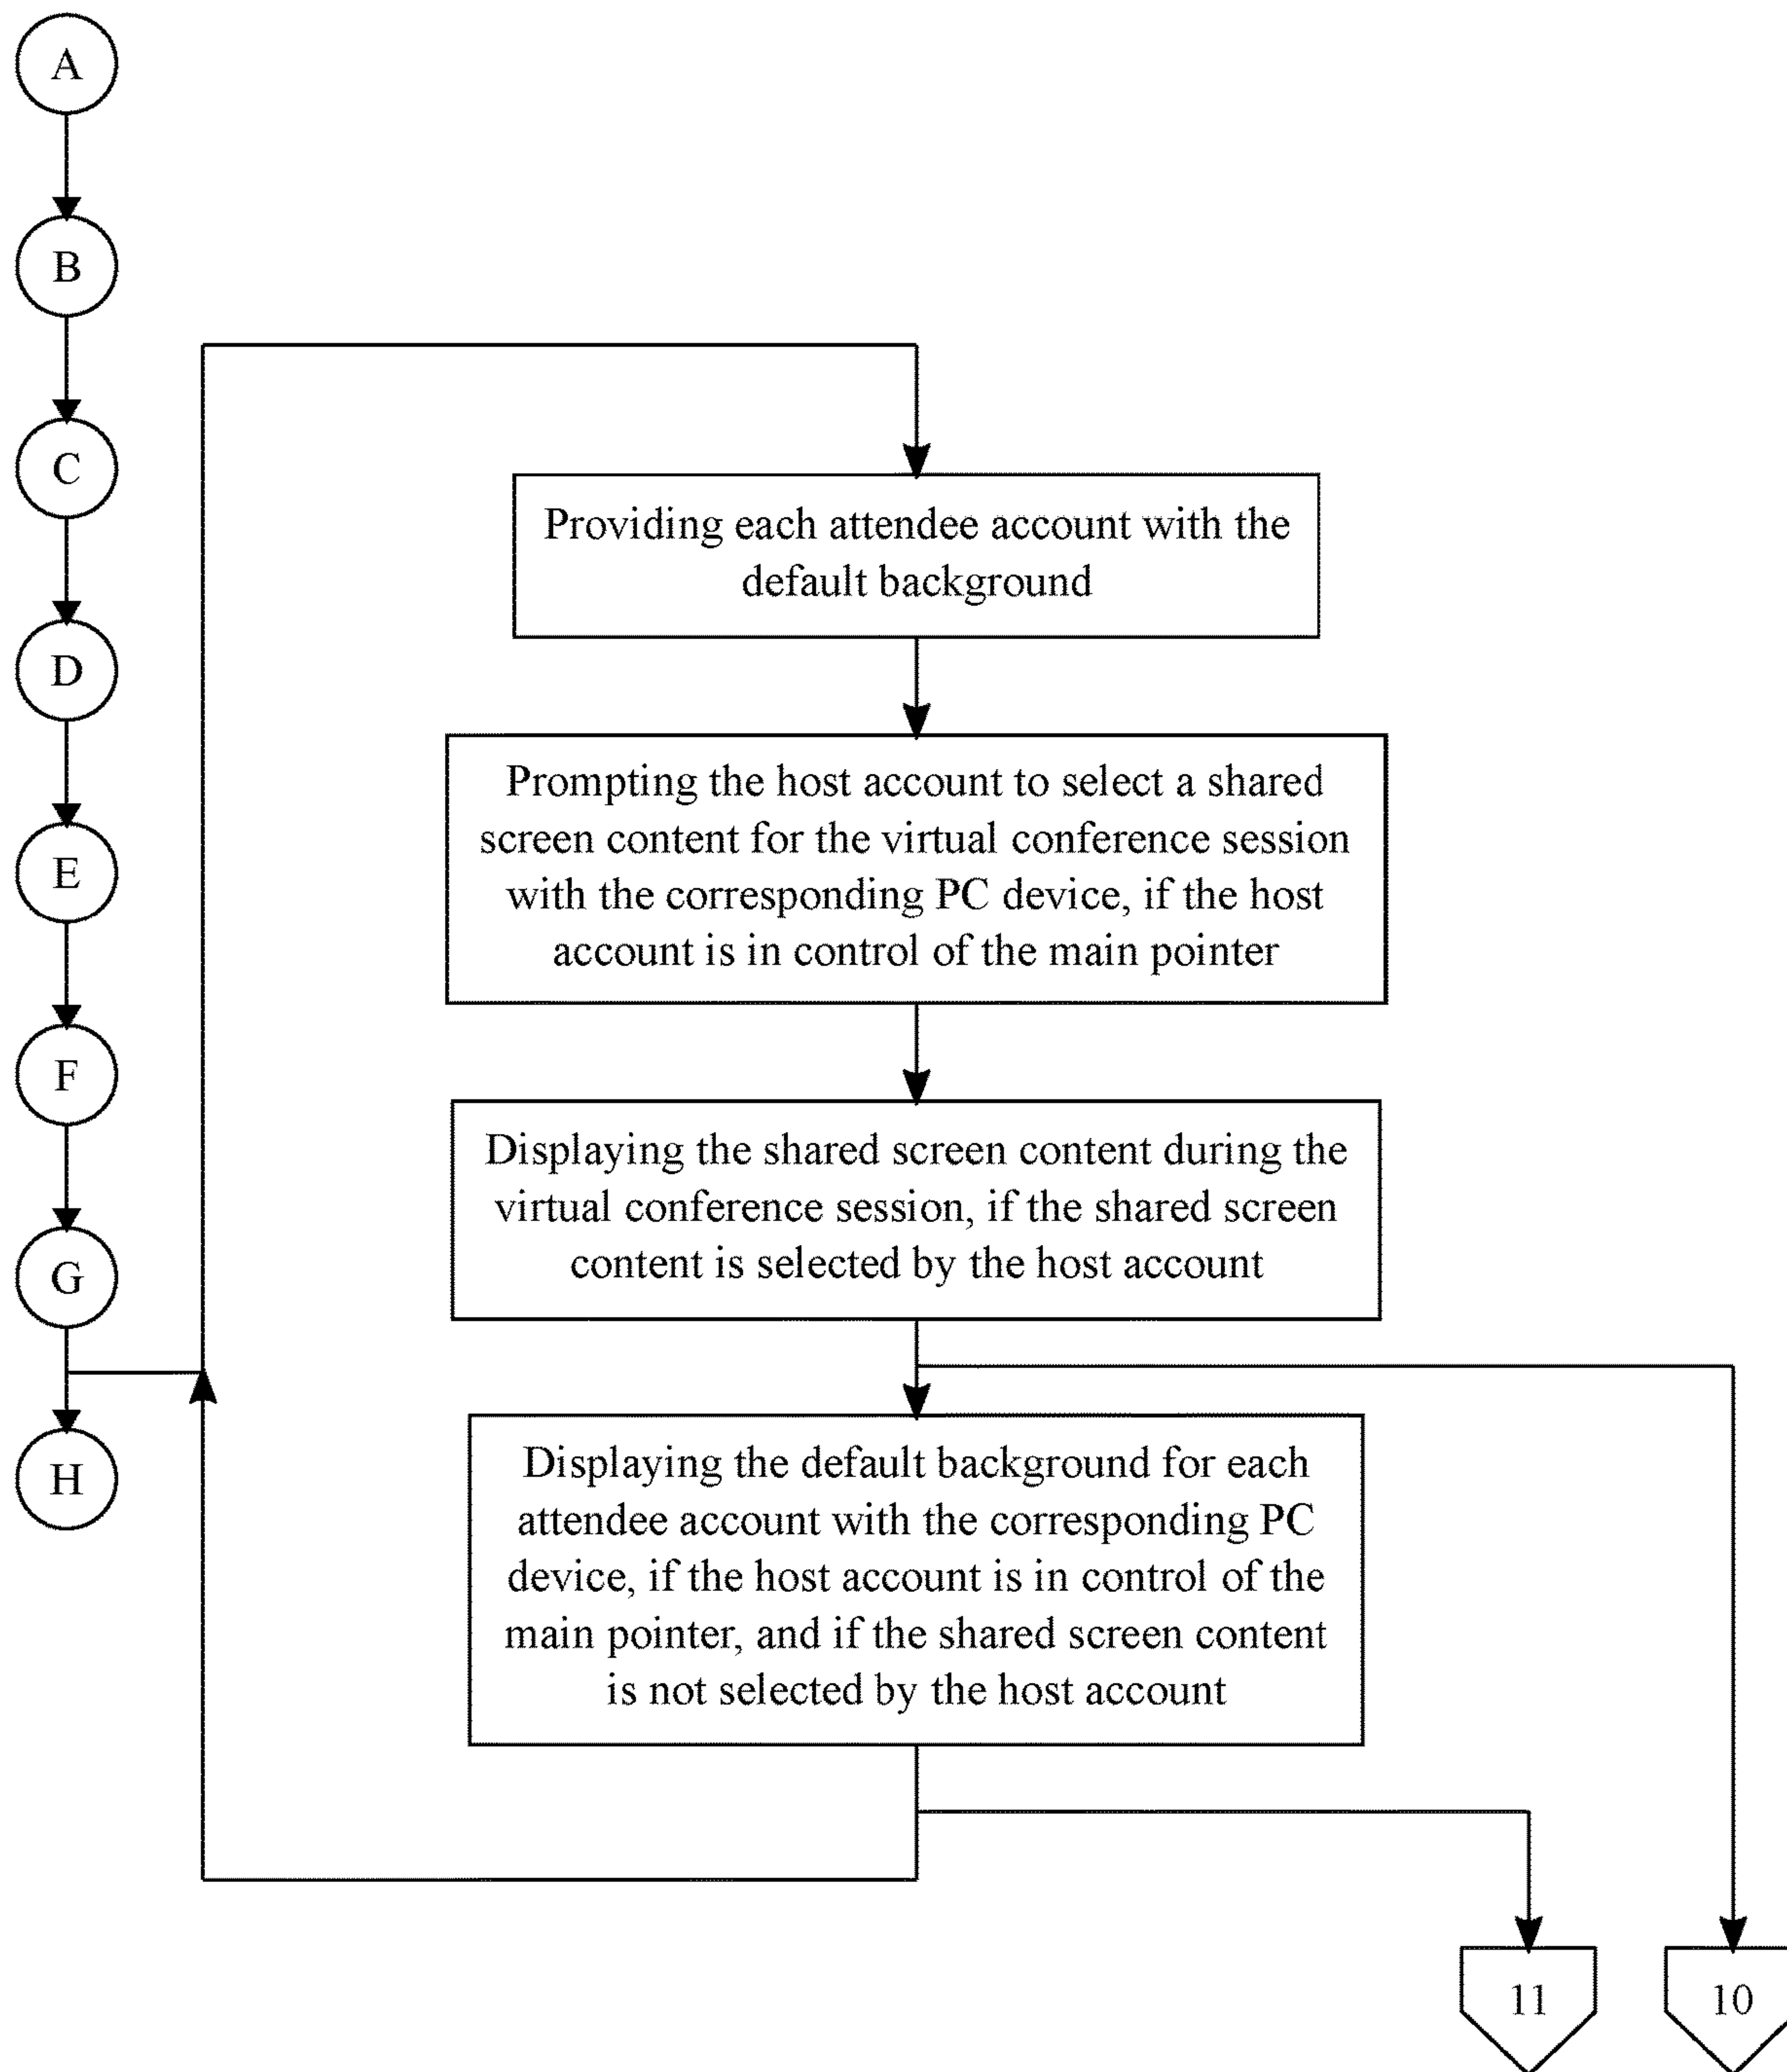 A
B
C
D
E
F
G
H
Providing each attendee account with the
default background
Prompting the host account to select a shared
screen content for the virtual conference session
with the corresponding PC device, if the host
account is in control of the main pointer
Displaying the shared screen content during the
virtual conference session, if the shared screen
content is selected by the host account
Displaying the default background for each
attendee account with the corresponding PC
device, if the host account is in control of the
main pointer, and if the shared screen content
is not selected by the host account
11
10